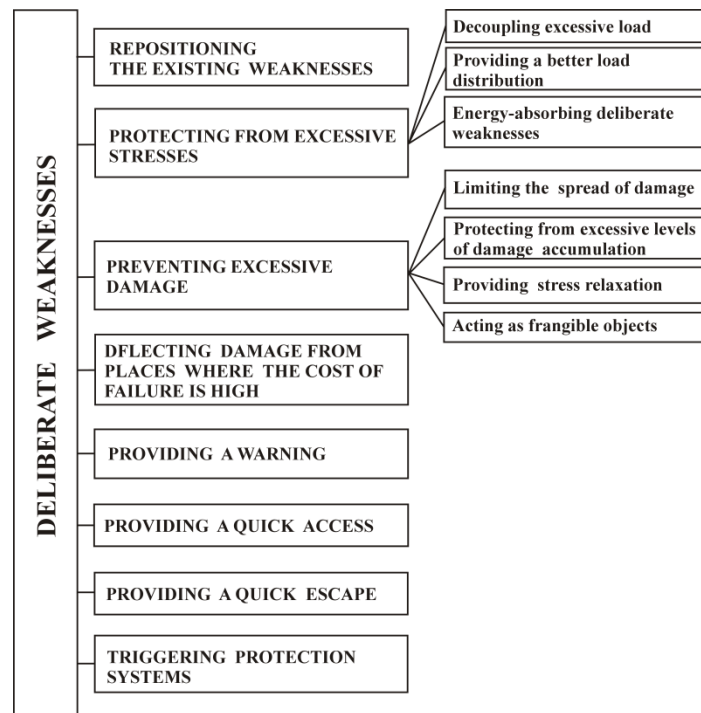 DELIBERATE WEAKNESSES
REPOSITIONING
THE EXISTING WEAKNESSES
PROTECTING FROM EXCESSIVE
STRESSES
Decoupling excessive load
Providing a better load
distribution
Energy-absorbing deliberate
weaknesses
PREVENTING EXCESSIVE
DAMAGE
Limiting the spread of damage
Protecting from excessive levels
of damage accumulation
Providing stress relaxation
Acting as frangible objects
DFLECTING DAMAGE FROM
PLACES WHERE THE COST OF
FAILURE IS HIGH
PROVIDING A WARNING
PROVIDING A QUICK ACCESS
PROVIDING A QUICK ESCAPE
TRIGGERING PROTECTION
SYSTEMS